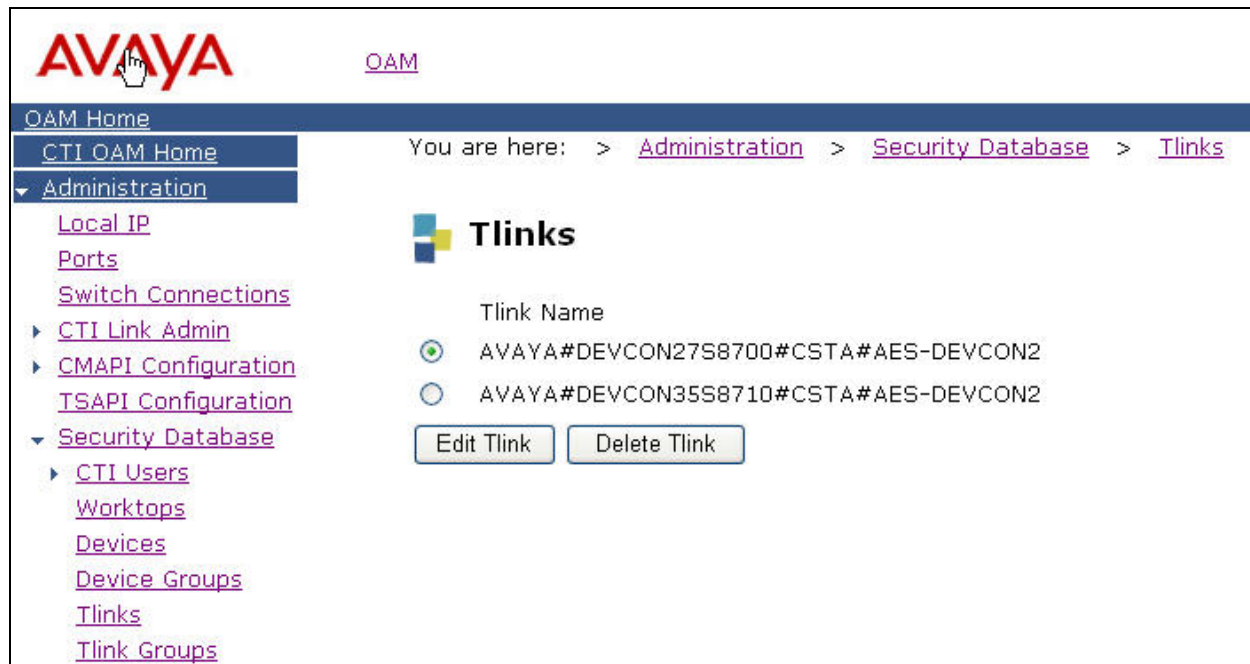 AVAYA
OAM
OAM Home
CTI OAM Home
Administration
Local IP
Ports
Switch Connections
CTI Link Admin
CMAPI Configuration
TSAPI Configuration
Security Database
CTI Users
Worktops
Devices
Device Groups
Tlinks
Tlink Groups
You are here: > Administration > Security Database > Tlinks
Tlinks
Tlink Name
AVAYA#DEVCON27S8700#CSTA#AES-DEVCON2
AVAYA#DEVCON35S8710#CSTA#AES-DEVCON2
Edit Tlink Delete Tlink